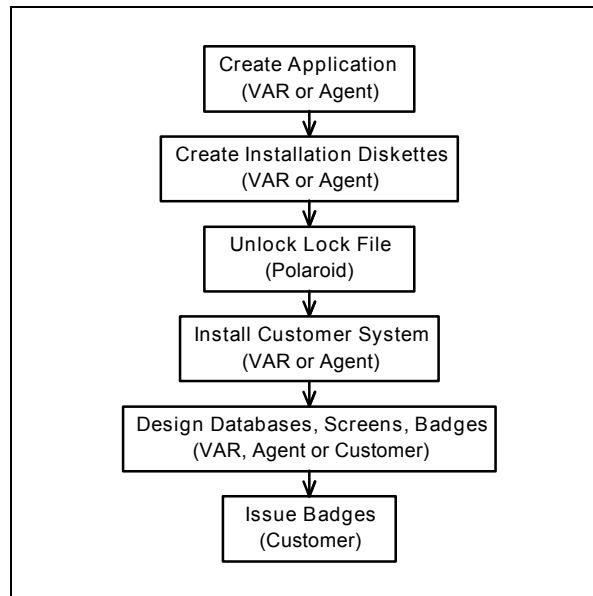 Create Application
(VAR or Agent)
Create Installation Diskettes
(VAR or Agent)
Unlock Lock File
(Polaroid)
Install Customer System
(VAR or Agent)
Design Databases, Screens, Badges
(VAR, Agent or Customer)
Issue Badges
(Customer)